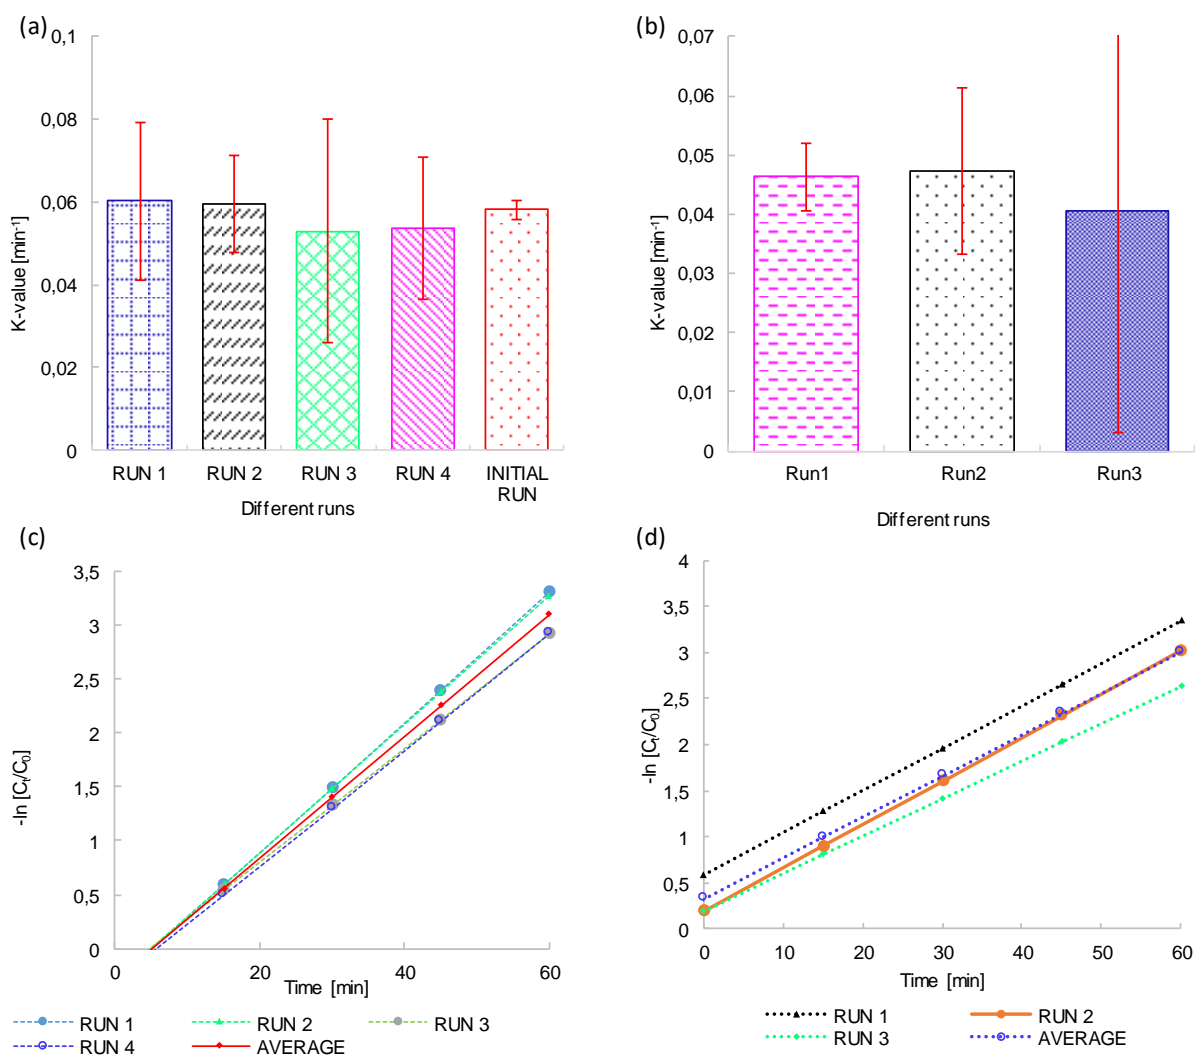 (a)
0,1
0,08
0,06
0,04
0,02
0
K-value [min⁻¹]
RUN 1 RUN 2 RUN 3 RUN 4 INITIAL RUN
Different runs
(b)
0,07
0,06
0,05
0,04
0,03
0,02
0,01
0
K-value [min⁻¹]
Run1 Run2 Run3
Different runs
(c)
3,5
3
2,5
2
1,5
1
0,5
0
-ln [Cₜ/C₀]
0 20 40 60
Time [min]
RUN 1 RUN 2 RUN 3
RUN 4 AVERAGE
(d)
4
3,5
3
2,5
2
1,5
1
0,5
0
-ln [Cₜ/C₀]
0 10 20 30 40 50 60
Time [min]
RUN 1 RUN 2
RUN 3 AVERAGE